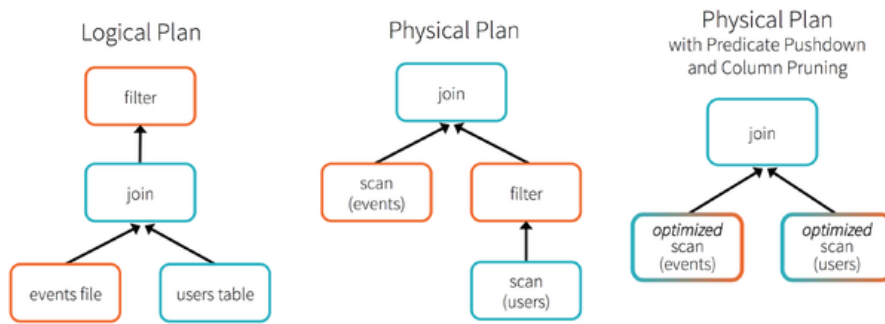 Logical Plan
filter
join
events file
users table
Physical Plan
join
scan
(events)
filter
scan
(users)
Physical Plan
with Predicate Pushdown
and Column Pruning
join
optimized
scan
(events)
optimized
scan
(users)